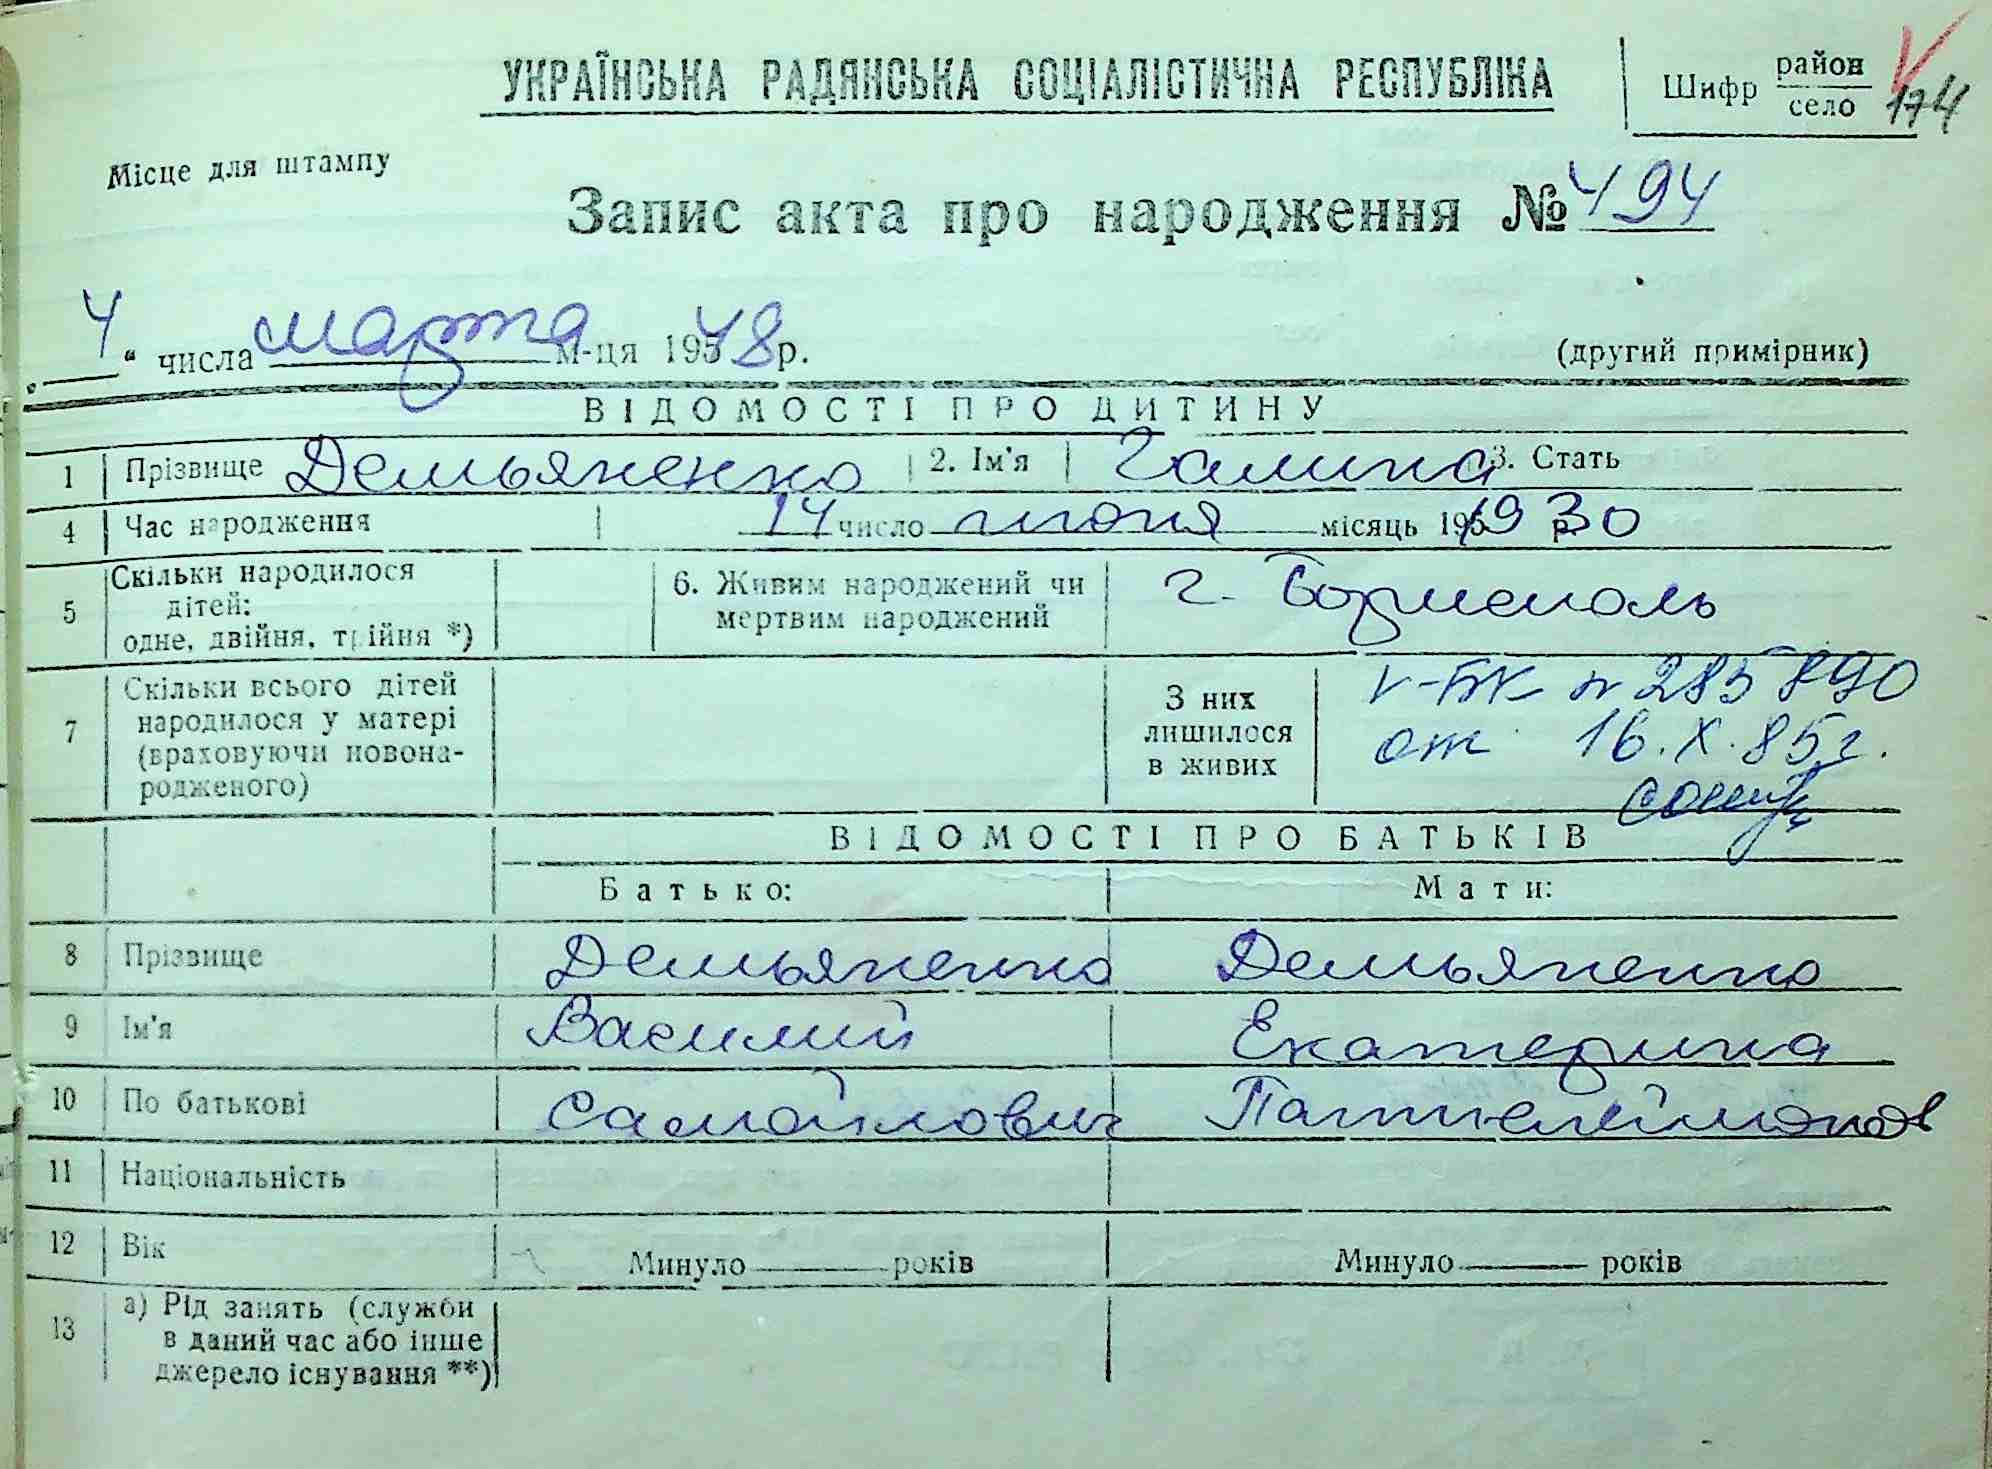 УКРАЇНСЬКА РАДЯНСЬКА СОЦІАЛІСТИЧНА РЕСПУБЛІКА
Шифр район село 174
Місце для штампу
Запис акта про народження № 494
„ 4 “ числа марта м-ця 1948 р.
(другий примірник)
ВІДОМОСТІ ПРО ДИТИНУ
1 Прізвище Демьяненко 2. Ім'я Галина 3. Стать
4 Час народження 14 число июня місяць 1930
5 Скільки народилося дітей: одне, двійня, трійня *)
6. Живим народжений чи мертвим народжений
г. Борисполь
7 Скільки всього дітей народилося у матері (враховуючи новонародженого)
З них лишилося в живих
V-БК № 285890
от 16.X.85г.
ВІДОМОСТІ ПРО БАТЬКІВ
Батько: Мати:
8 Прізвище Демьяненко Демьяненко
9 Ім'я Василий Екатерина
10 По батькові Самойлович Пантелеймонов
11 Національність
12 Вік Минуло років Минуло років
13 а) Рід занять (служби в даний час або інше джерело існування **)